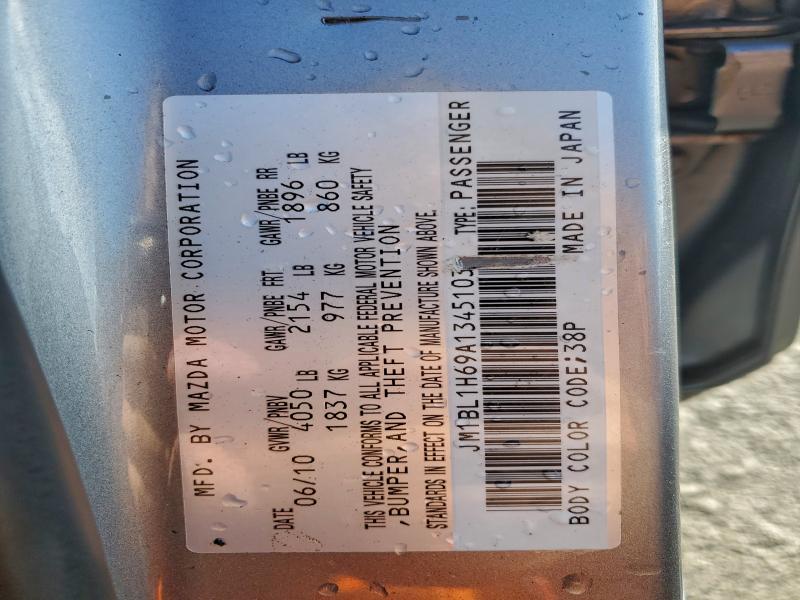 MFD. BY MAZDA MOTOR CORPORATION
DATE GVWR/PNBV GAWR/PNBE FRT GAWR/PNBE RR
06/10 4050 LB 2154 LB 1896 LB
1837 KG 977 KG 860 KG
THIS VEHICLE CONFORMS TO ALL APPLICABLE FEDERAL MOTOR VEHICLE SAFETY
,BUMPER,AND THEFT PREVENTION
STANDARDS IN EFFECT ON THE DATE OF MANUFACTURE SHOWN ABOVE.
JM1BL1H69A1345103 TYPE: PASSENGER
BODY COLOR CODE;38P MADE IN JAPAN